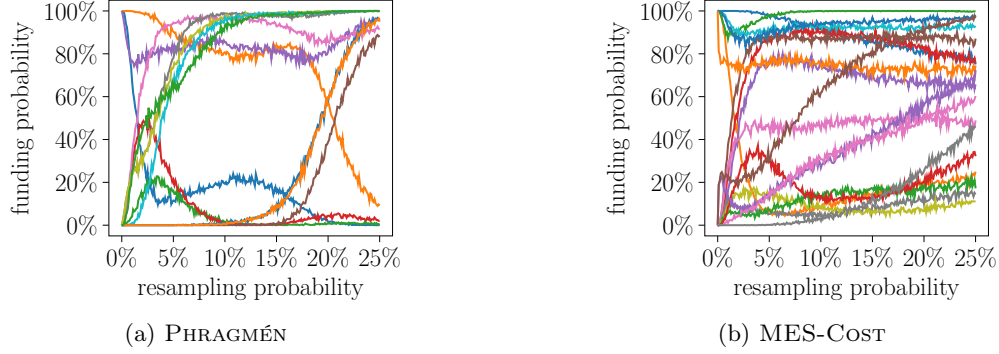 100%
80%
60%
40%
20%
0%
funding probability
0% 5% 10% 15% 20% 25%
resampling probability
(a) PHRAGMÉN
100%
80%
60%
40%
20%
0%
funding probability
0% 5% 10% 15% 20% 25%
resampling probability
(b) MES-COST